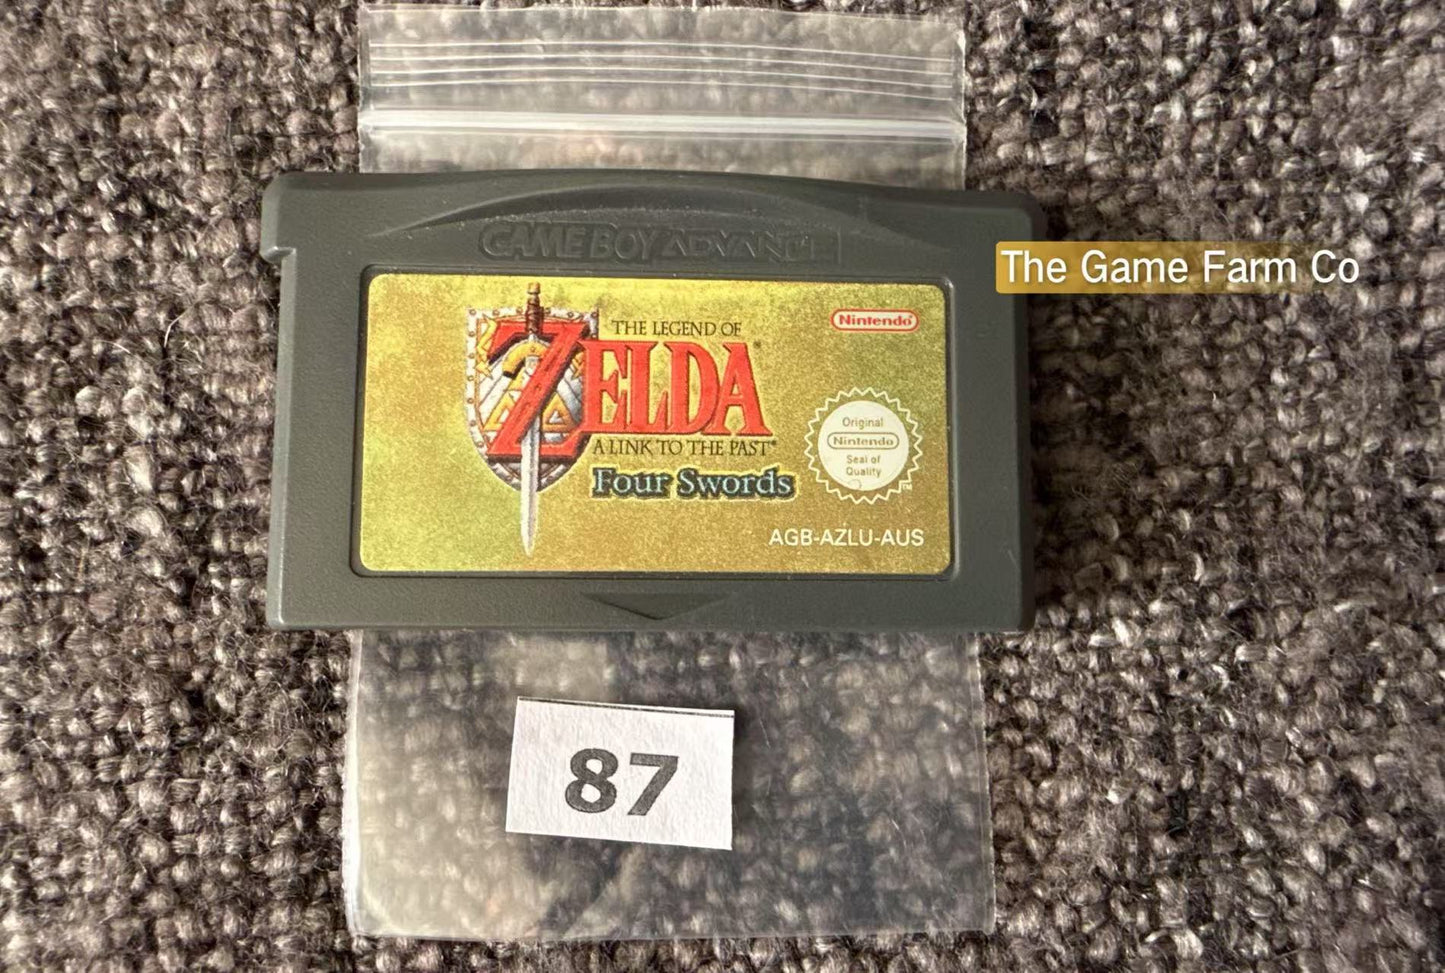 GAME BOY ADVANCE
The Game Farm Co
THE LEGEND OF
ZELDA®
A LINK TO THE PAST®
Four Swords
Nintendo®
Original
Nintendo
Seal of
Quality
TM
AGB-AZLU-AUS
87